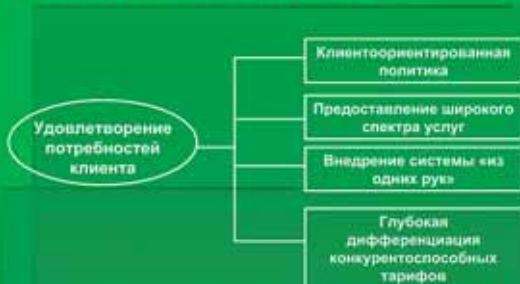 Удовлетворение
потребностей
клиента
Клиентоориентированная
политика
Предоставление широкого
спектра услуг
Внедрение системы «из
одних рук»
Глубокая
дифференциация
конкурентоспособных
тарифов